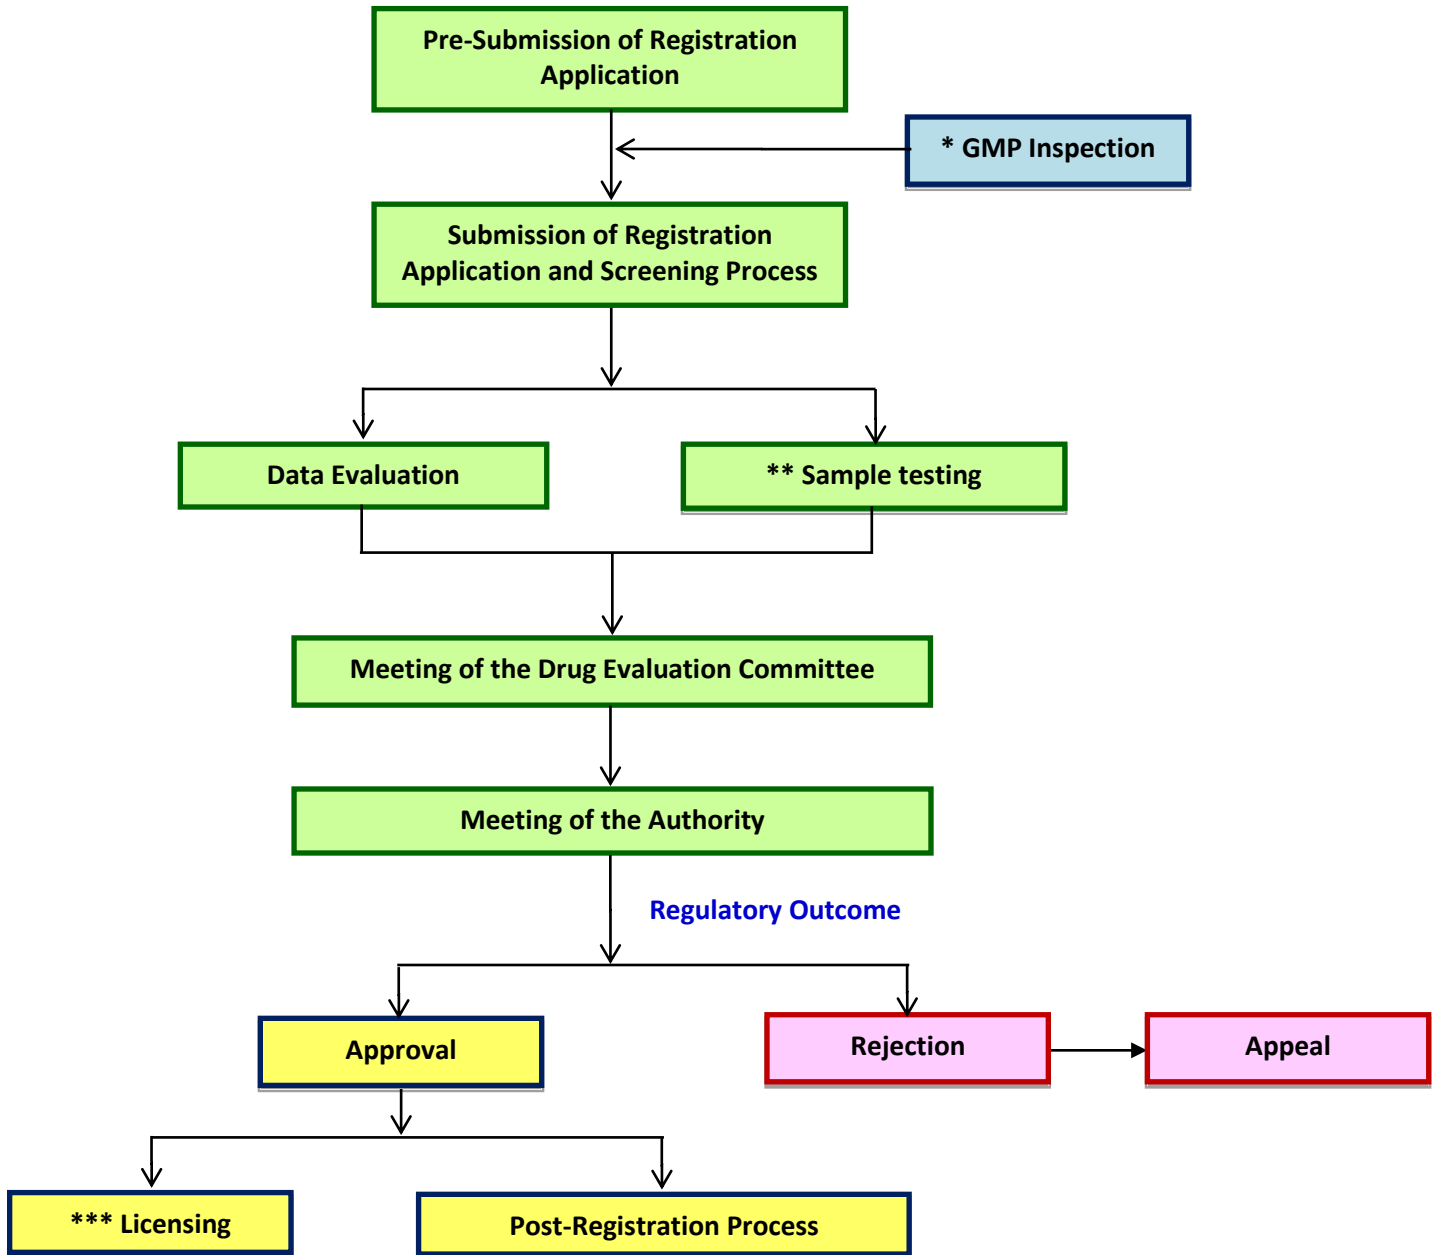 Pre-Submission of Registration
Application
* GMP Inspection
Submission of Registration
Application and Screening Process
Data Evaluation
** Sample testing
Meeting of the Drug Evaluation Committee
Meeting of the Authority
Regulatory Outcome
Approval
Rejection
Appeal
*** Licensing
Post-Registration Process